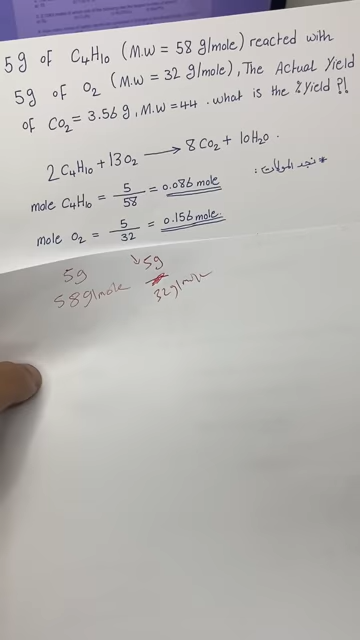 5g of C₄H₁₀ (M.W = 58 g/mole) reacted with
5g of O₂ (M.W = 32 g/mole), The Actual Yield
of CO₂ = 3.56 g, M.W = 44 . what is the % Yield ?!
2C₄H₁₀ + 13O₂ → 8CO₂ + 10H₂O .
* نجد المولات :
mole C₄H₁₀ = 5/58 = 0.086 mole
mole O₂ = 5/32 = 0.156 mole.
5g 5g
58g/mole 32g/mole